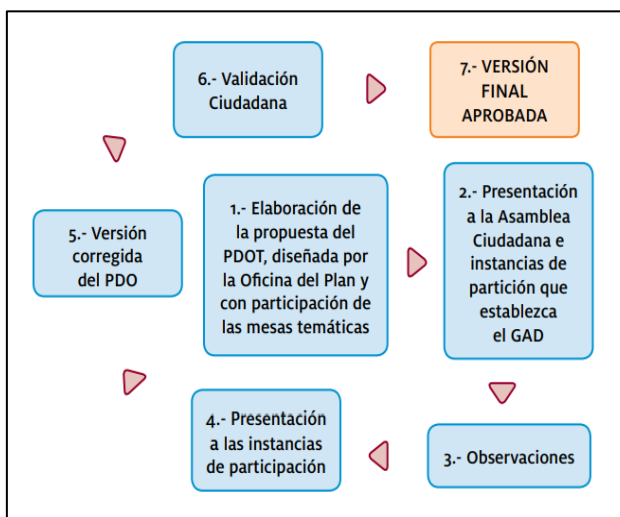 6.- Validación
Ciudadana
7.- VERSIÓN
FINAL
APROBADA
5.- Versión
corregida
del PDO
1.- Elaboración de
la propuesta del
PDOT, diseñada por
la Oficina del Plan y
con participación de
las mesas temáticas
2.- Presentación
a la Asamblea
Ciudadana e
instancias de
partición que
establezca
el GAD
4.- Presentación
a las instancias
de participación
3.- Observaciones